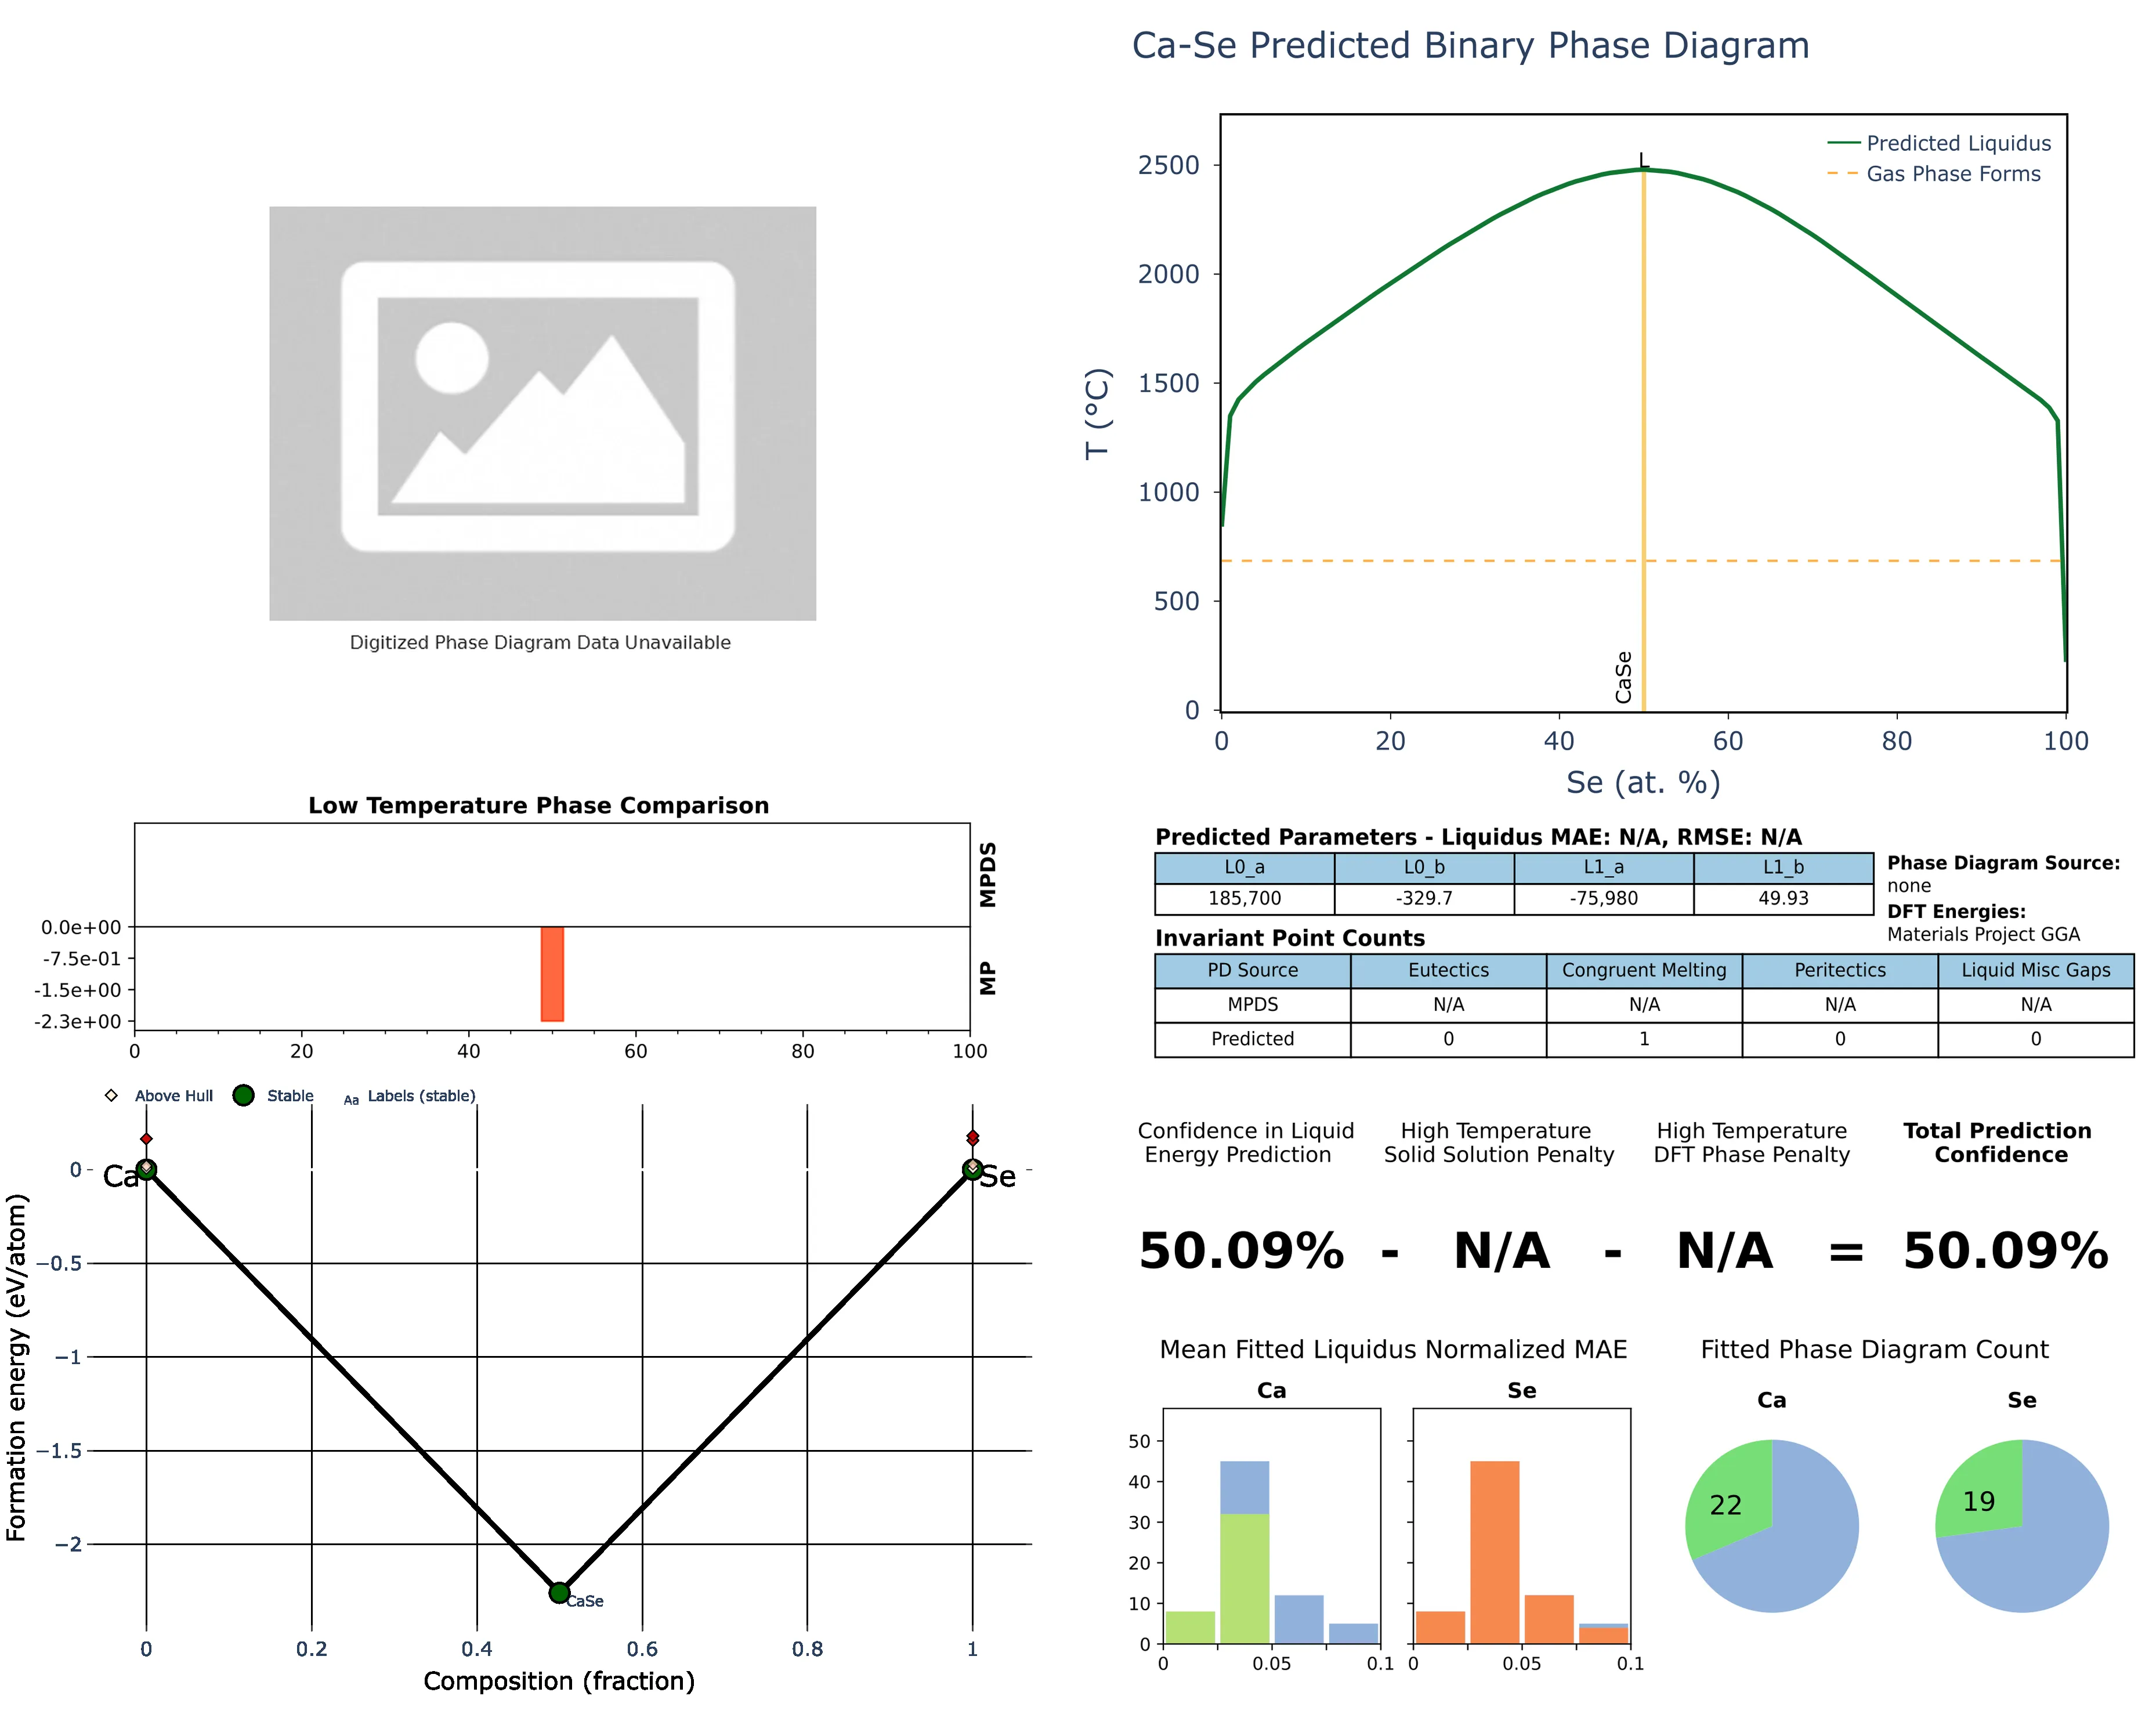 Ca-Se Predicted Binary Phase Diagram
Predicted Liquidus
Gas Phase Forms
L
2500
2000
1500
1000
500
0
T (°C)
CaSe
0 20 40 60 80 100
Se (at. %)
Digitized Phase Diagram Data Unavailable
Low Temperature Phase Comparison
MPDS
MP
0.0e+00
-7.5e-01
-1.5e+00
-2.3e+00
0 20 40 60 80 100
Predicted Parameters - Liquidus MAE: N/A, RMSE: N/A
L0_a L0_b L1_a L1_b
185,700 -329.7 -75,980 49.93
Phase Diagram Source:
none
DFT Energies:
Materials Project GGA
Invariant Point Counts
PD Source Eutectics Congruent Melting Peritectics Liquid Misc Gaps
MPDS N/A N/A N/A N/A
Predicted 0 1 0 0
Above Hull Stable Aa Labels (stable)
Ca
Se
0
−0.5
−1
−1.5
−2
Formation energy (eV/atom)
CaSe
0 0.2 0.4 0.6 0.8 1
Composition (fraction)
Confidence in Liquid
Energy Prediction
High Temperature
Solid Solution Penalty
High Temperature
DFT Phase Penalty
Total Prediction
Confidence
50.09% - N/A - N/A = 50.09%
Mean Fitted Liquidus Normalized MAE
Ca Se
50
40
30
20
10
0
0 0.05 0.1 0 0.05 0.1
Fitted Phase Diagram Count
Ca Se
22 19